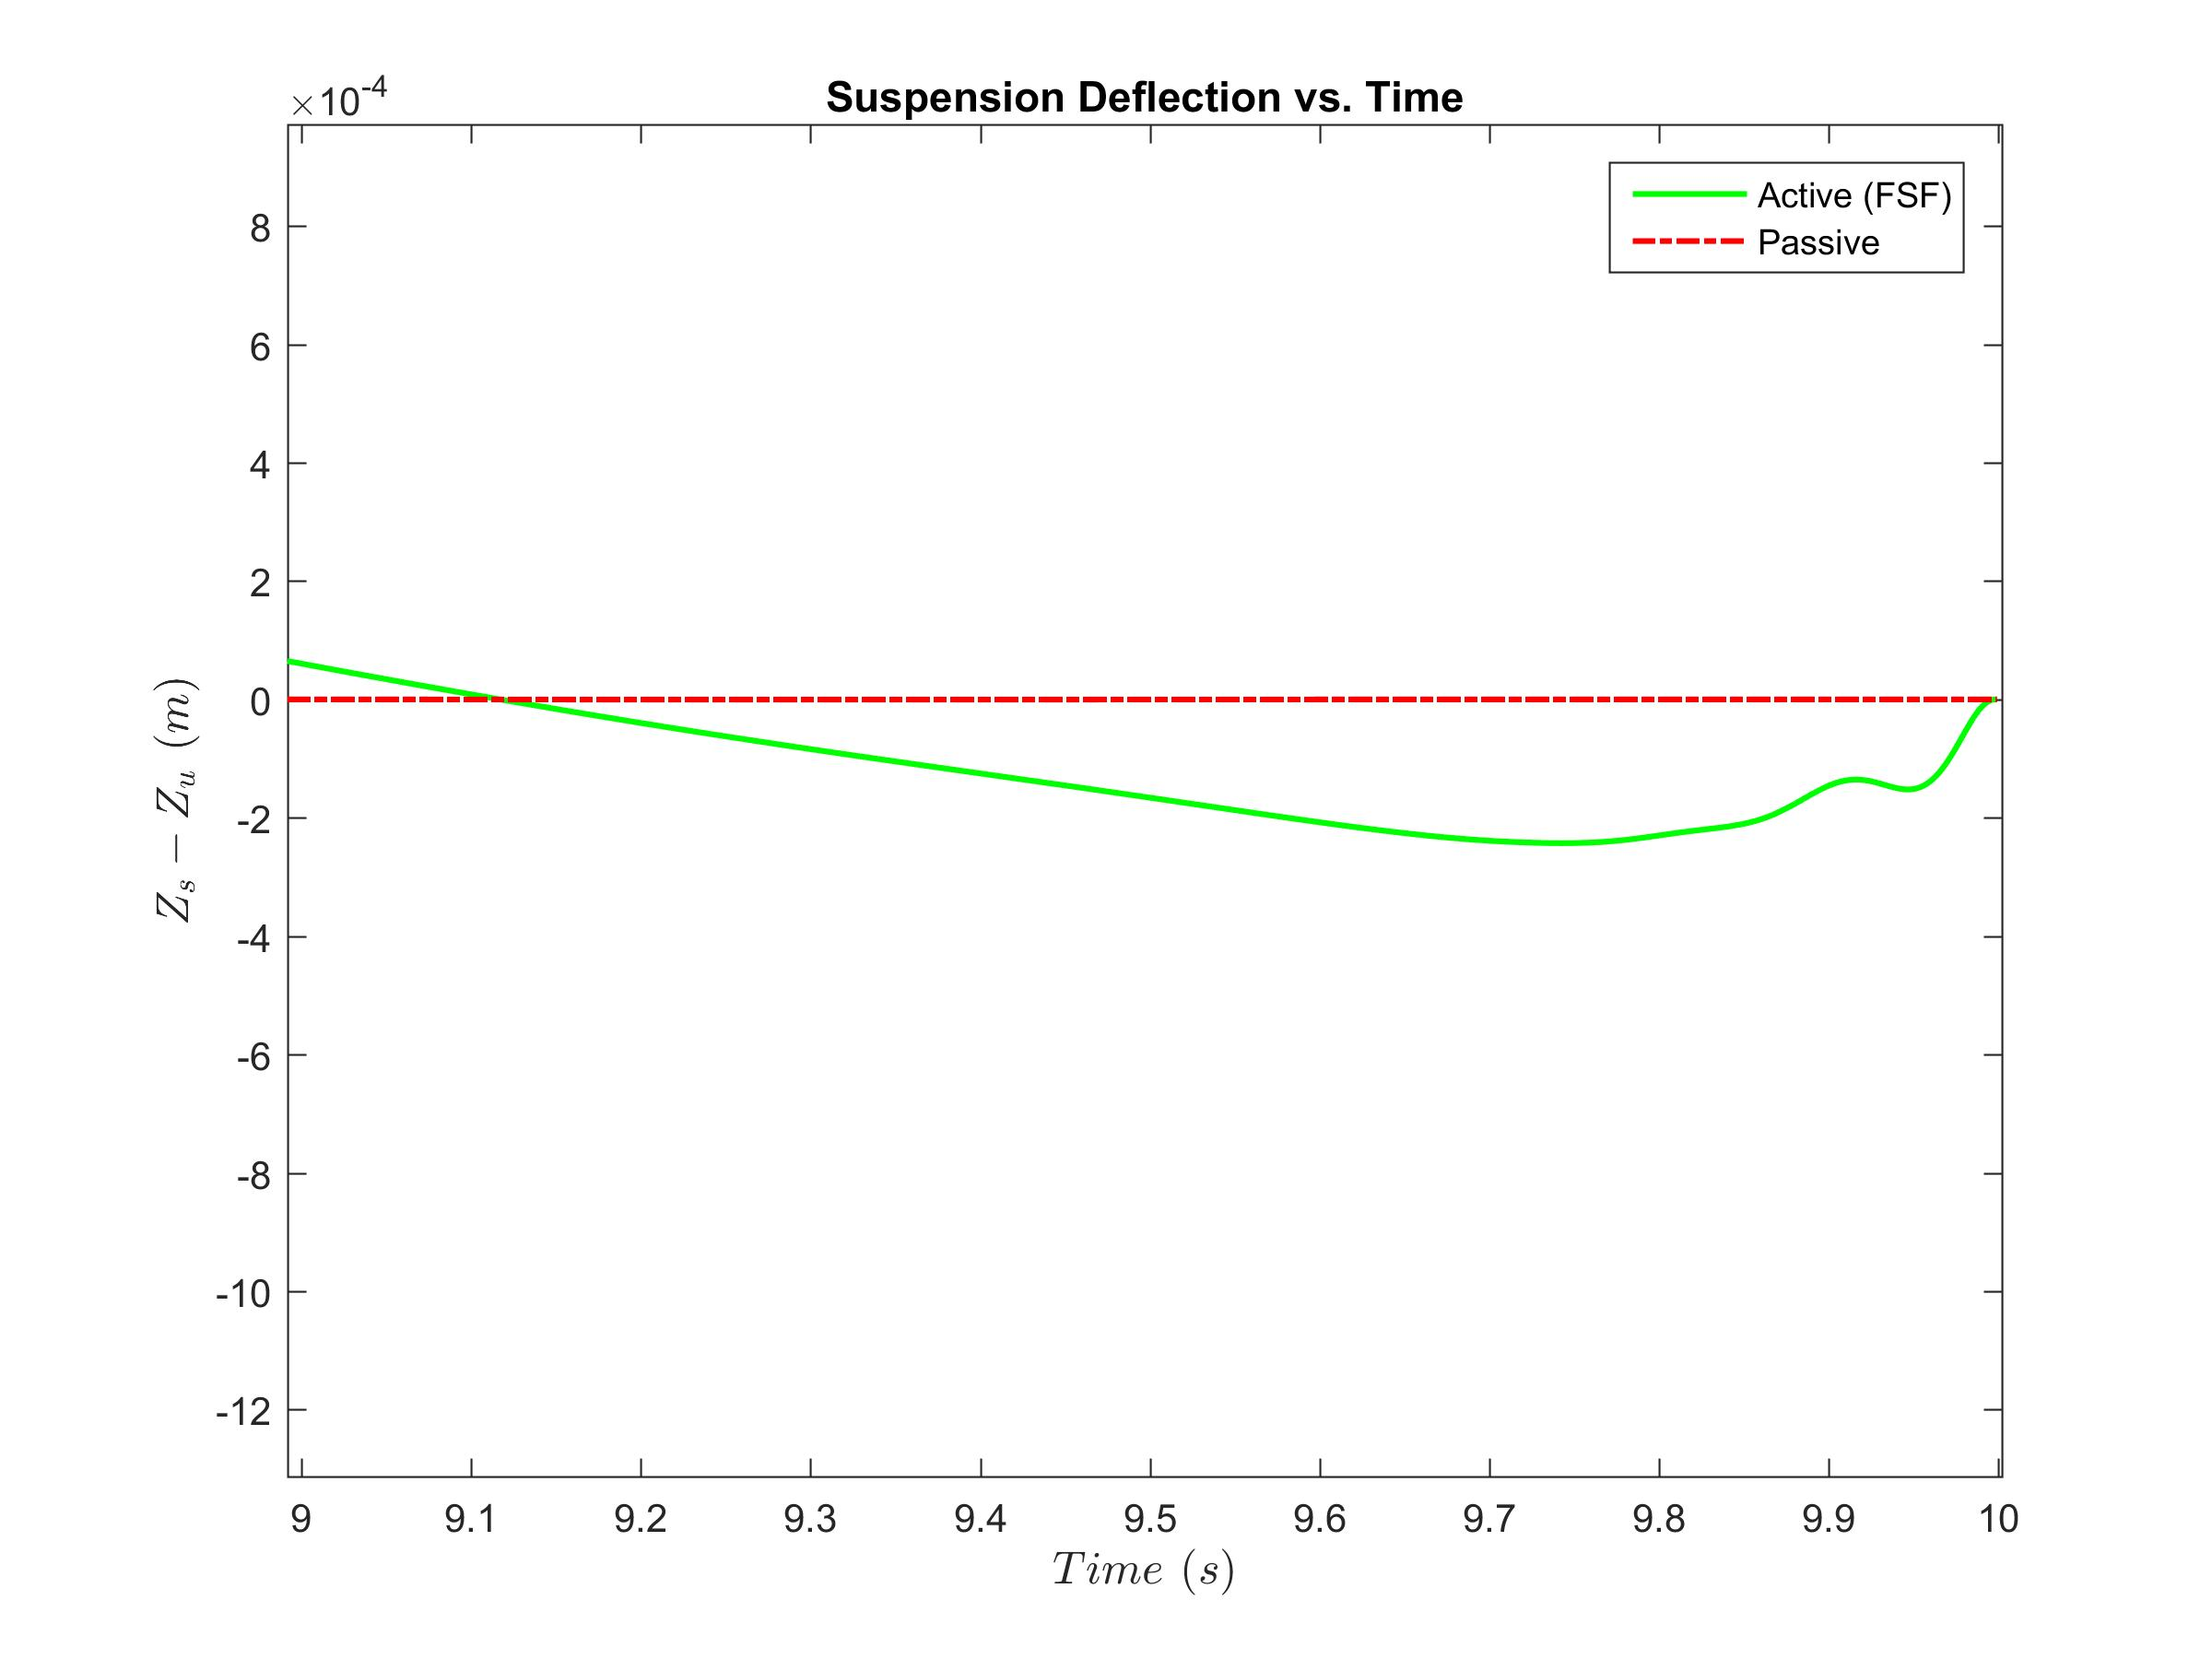 ×10-4
Suspension Deflection vs. Time
Active (FSF)
Passive
8
6
4
2
0
-2
-4
-6
-8
-10
-12
Zs − Zu (m)
9 9.1 9.2 9.3 9.4 9.5 9.6 9.7 9.8 9.9 10
Time (s)